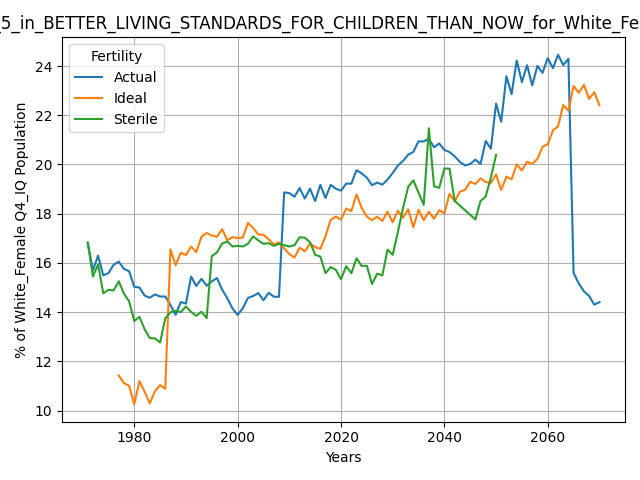 _5_in_BETTER_LIVING_STANDARDS_FOR_CHILDREN_THAN_NOW_for_White_Fe
Fertility
Actual
Ideal
Sterile
% of White_Female Q4_IQ Population
24
22
20
18
16
14
12
10
1980 2000 2020 2040 2060
Years